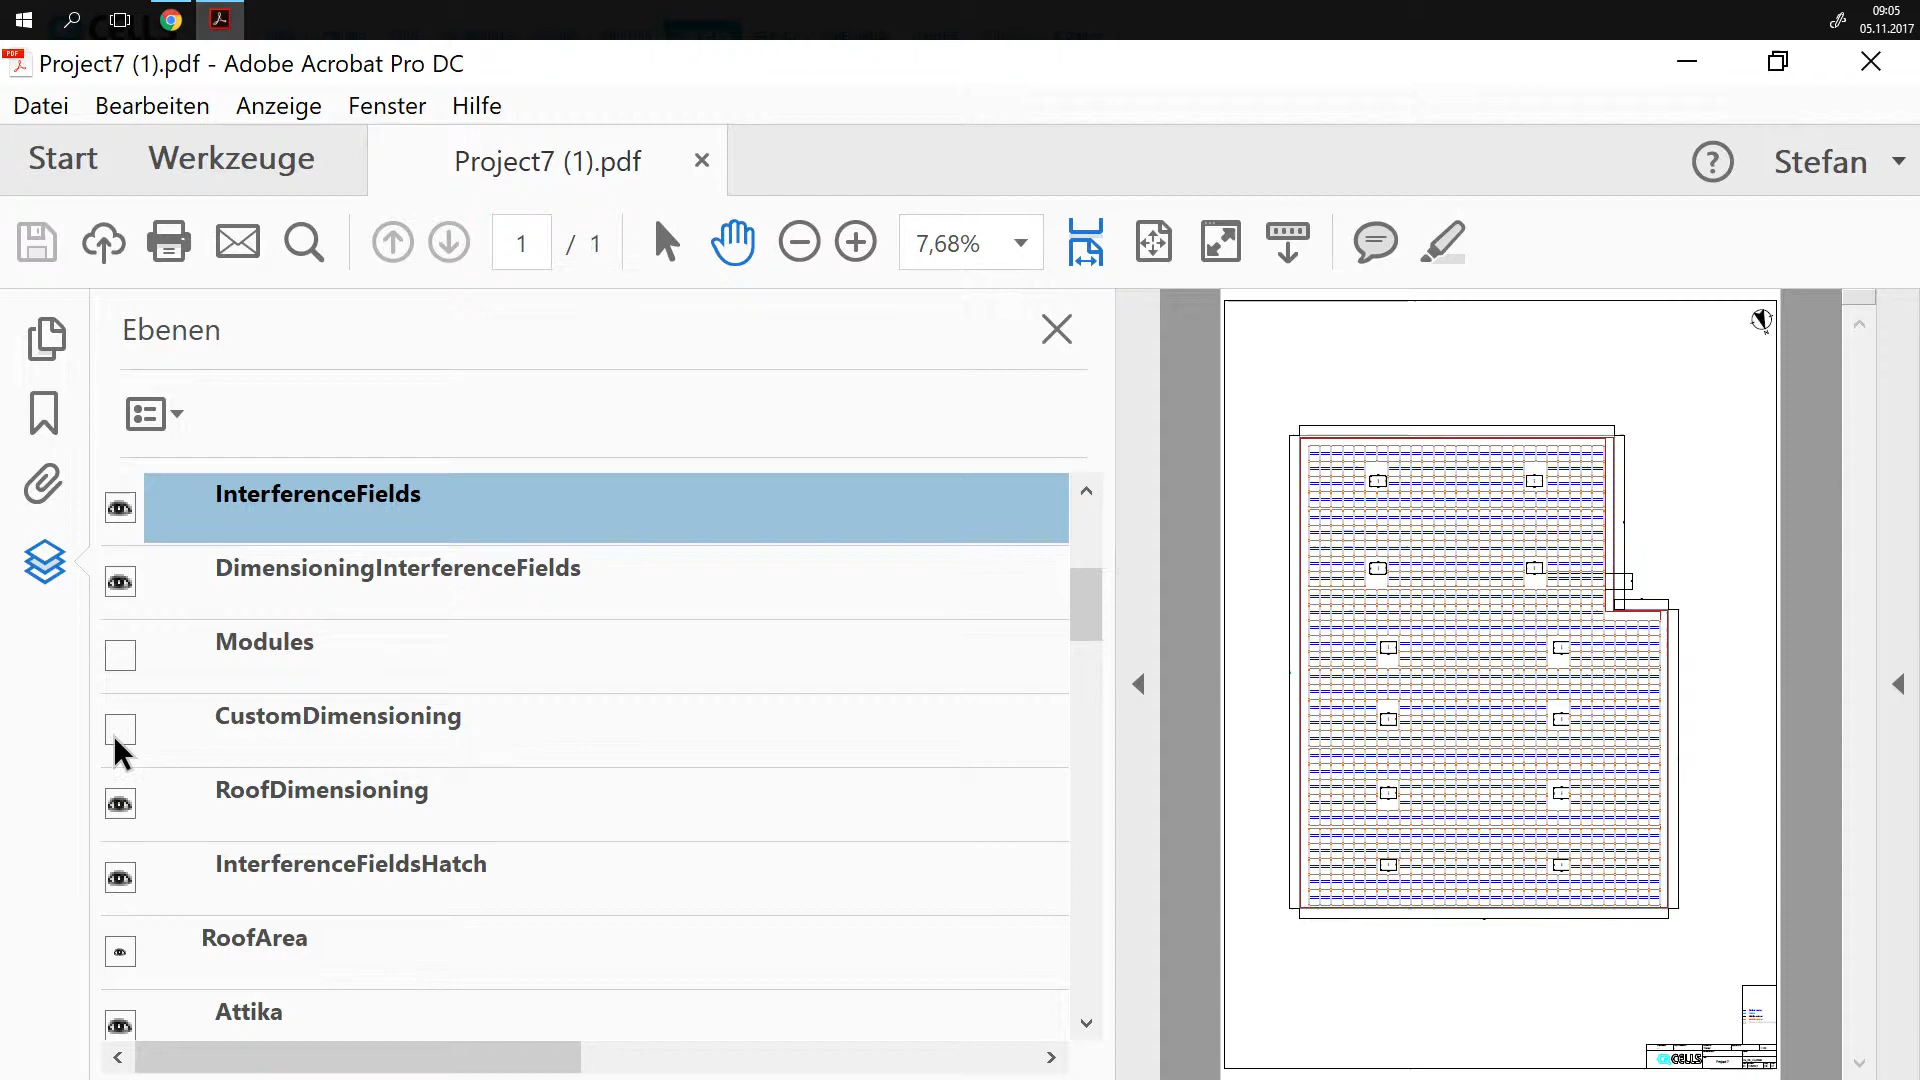 09:05
05.11.2017
Project7 (1).pdf - Adobe Acrobat Pro DC
Datei Bearbeiten Anzeige Fenster Hilfe
Start Werkzeuge Project7 (1).pdf Stefan
1 / 1 7,68%
Ebenen
InterferenceFields
DimensioningInterferenceFields
Modules
CustomDimensioning
RoofDimensioning
InterferenceFieldsHatch
RoofArea
Attika
CELLS